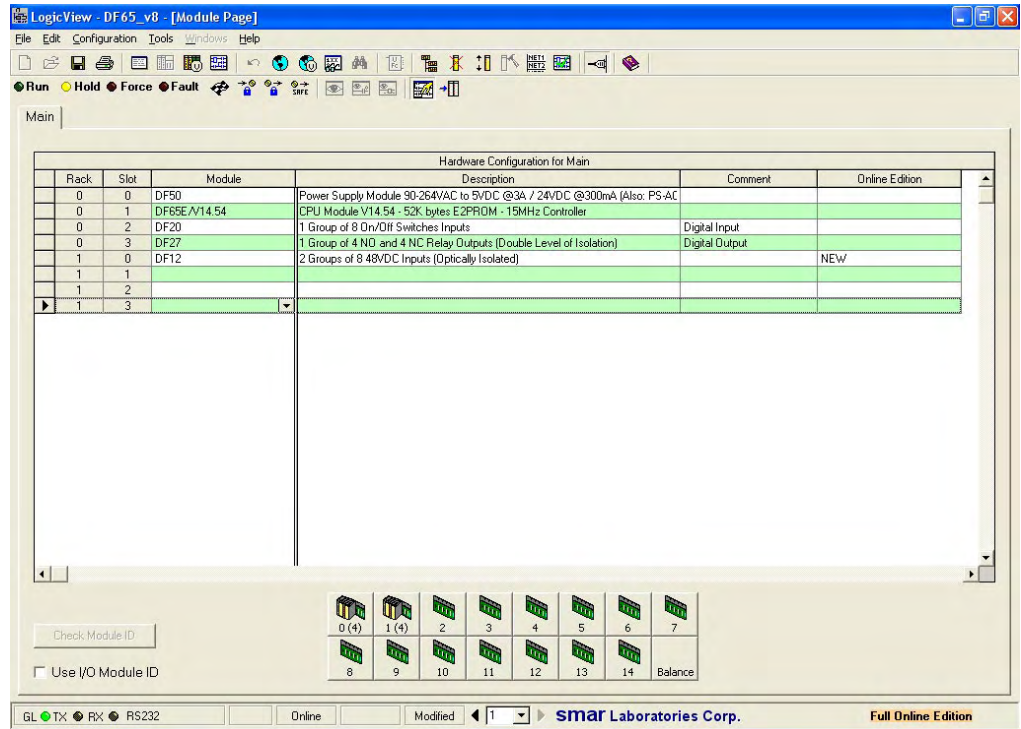 LogicView - DF65_v8 - [Module Page]
File Edit Configuration Tools Windows Help
NET1
NET2
Run Hold Force Fault SAFE
Main
Hardware Configuration for Main
Rack Slot Module Description Comment Online Edition
0 0 DF50 Power Supply Module 90-264VAC to 5VDC @3A / 24VDC @300mA (Also: PS-AC
0 1 DF65E/V14.54 CPU Module V14.54 - 52K bytes E2PROM - 15MHz Controller
0 2 DF20 1 Group of 8 On/Off Switches Inputs Digital Input
0 3 DF27 1 Group of 4 NO and 4 NC Relay Outputs (Double Level of Isolation) Digital Output
1 0 DF12 2 Groups of 8 48VDC Inputs (Optically Isolated) NEW
1 1
1 2
1 3
0 (4) 1 (4) 2 3 4 5 6 7
Check Module ID
8 9 10 11 12 13 14 Balance
Use I/O Module ID
GL TX RX RS232 Online Modified 1 smar Laboratories Corp. Full Online Edition